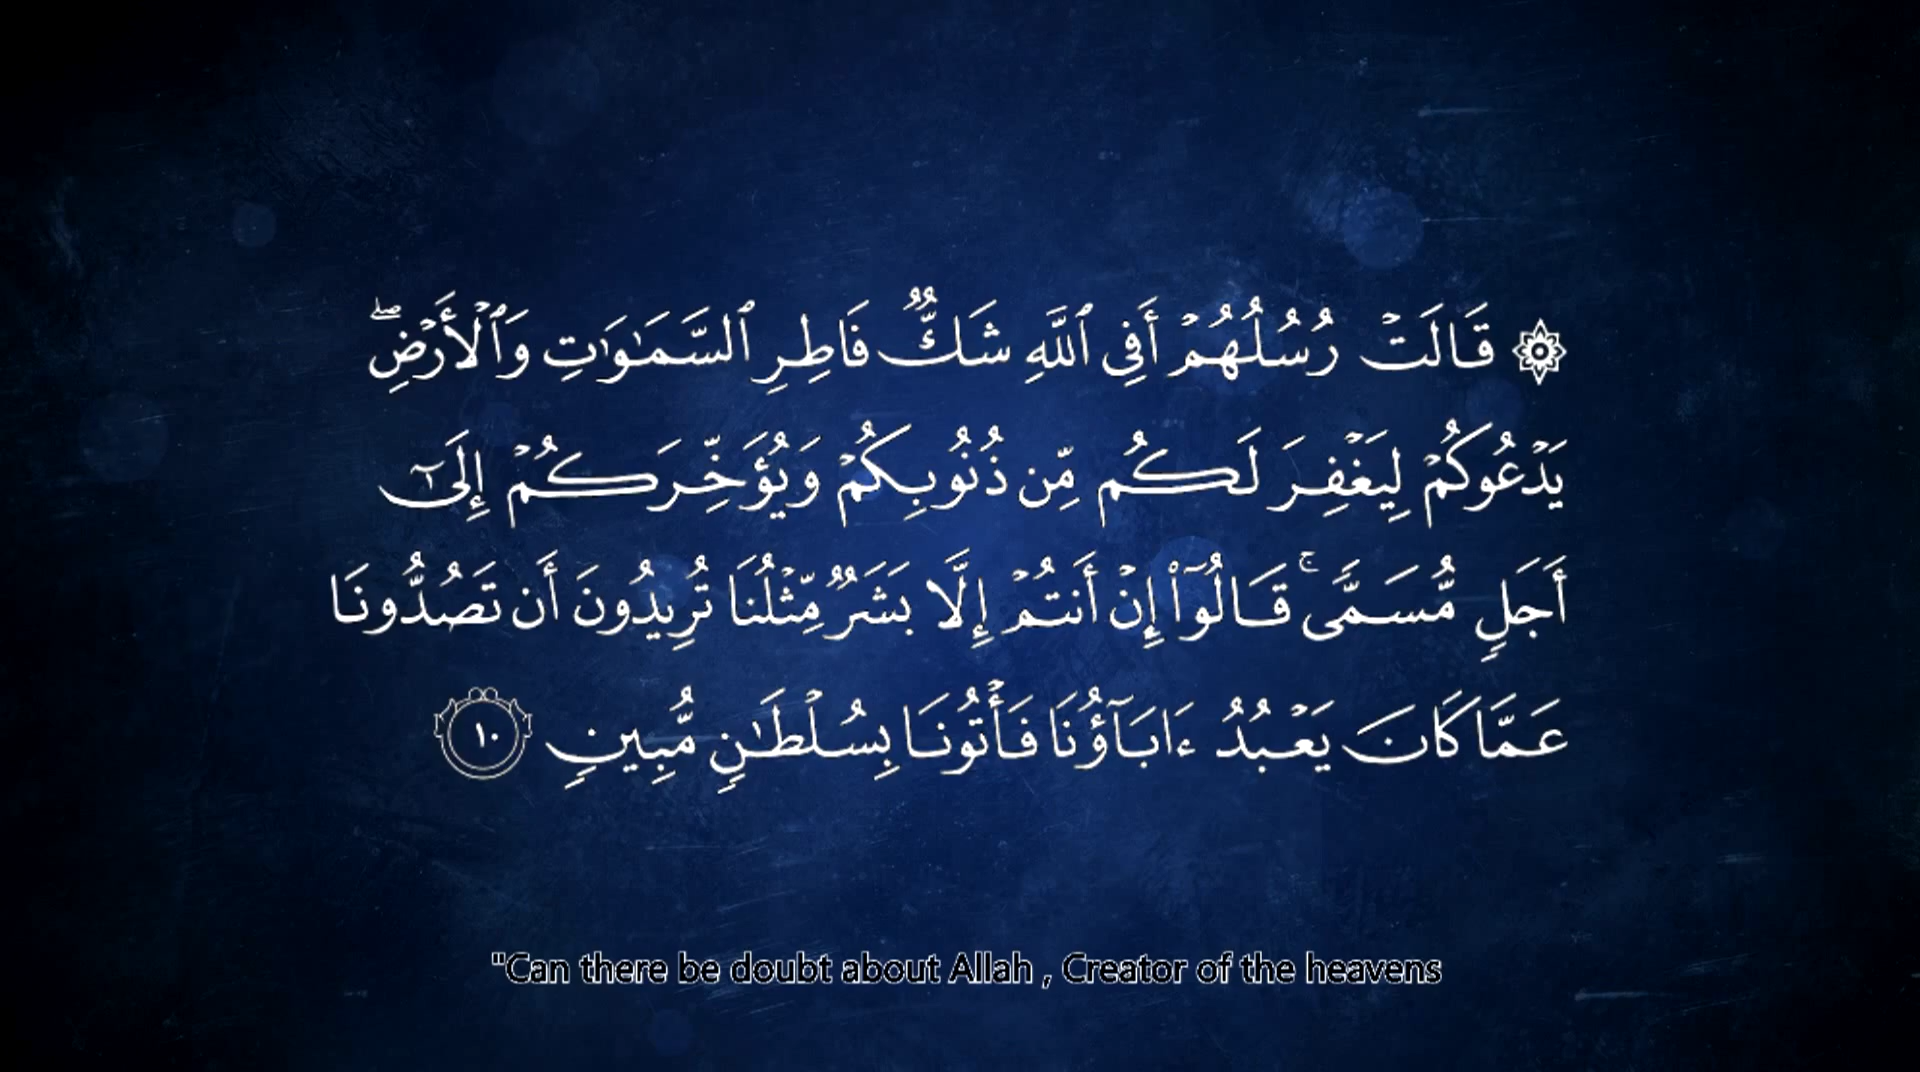 ۞ قَالَتْ رُسُلُهُمْ أَفِى ٱللَّهِ شَكٌّ فَاطِرِ ٱلسَّمَٰوَٰتِ وَٱلْأَرْضِ ۖ
يَدْعُوكُمْ لِيَغْفِرَ لَكُم مِّن ذُنُوبِكُمْ وَيُؤَخِّرَكُمْ إِلَىٰٓ
أَجَلٍ مُّسَمًّى ۚ قَالُوٓا۟ إِنْ أَنتُمْ إِلَّا بَشَرٌ مِّثْلُنَا تُرِيدُونَ أَن تَصُدُّونَا
عَمَّا كَانَ يَعْبُدُ ءَابَآؤُنَا فَأْتُونَا بِسُلْطَٰنٍ مُّبِينٍ ١٠
"Can there be doubt about Allah , Creator of the heavens